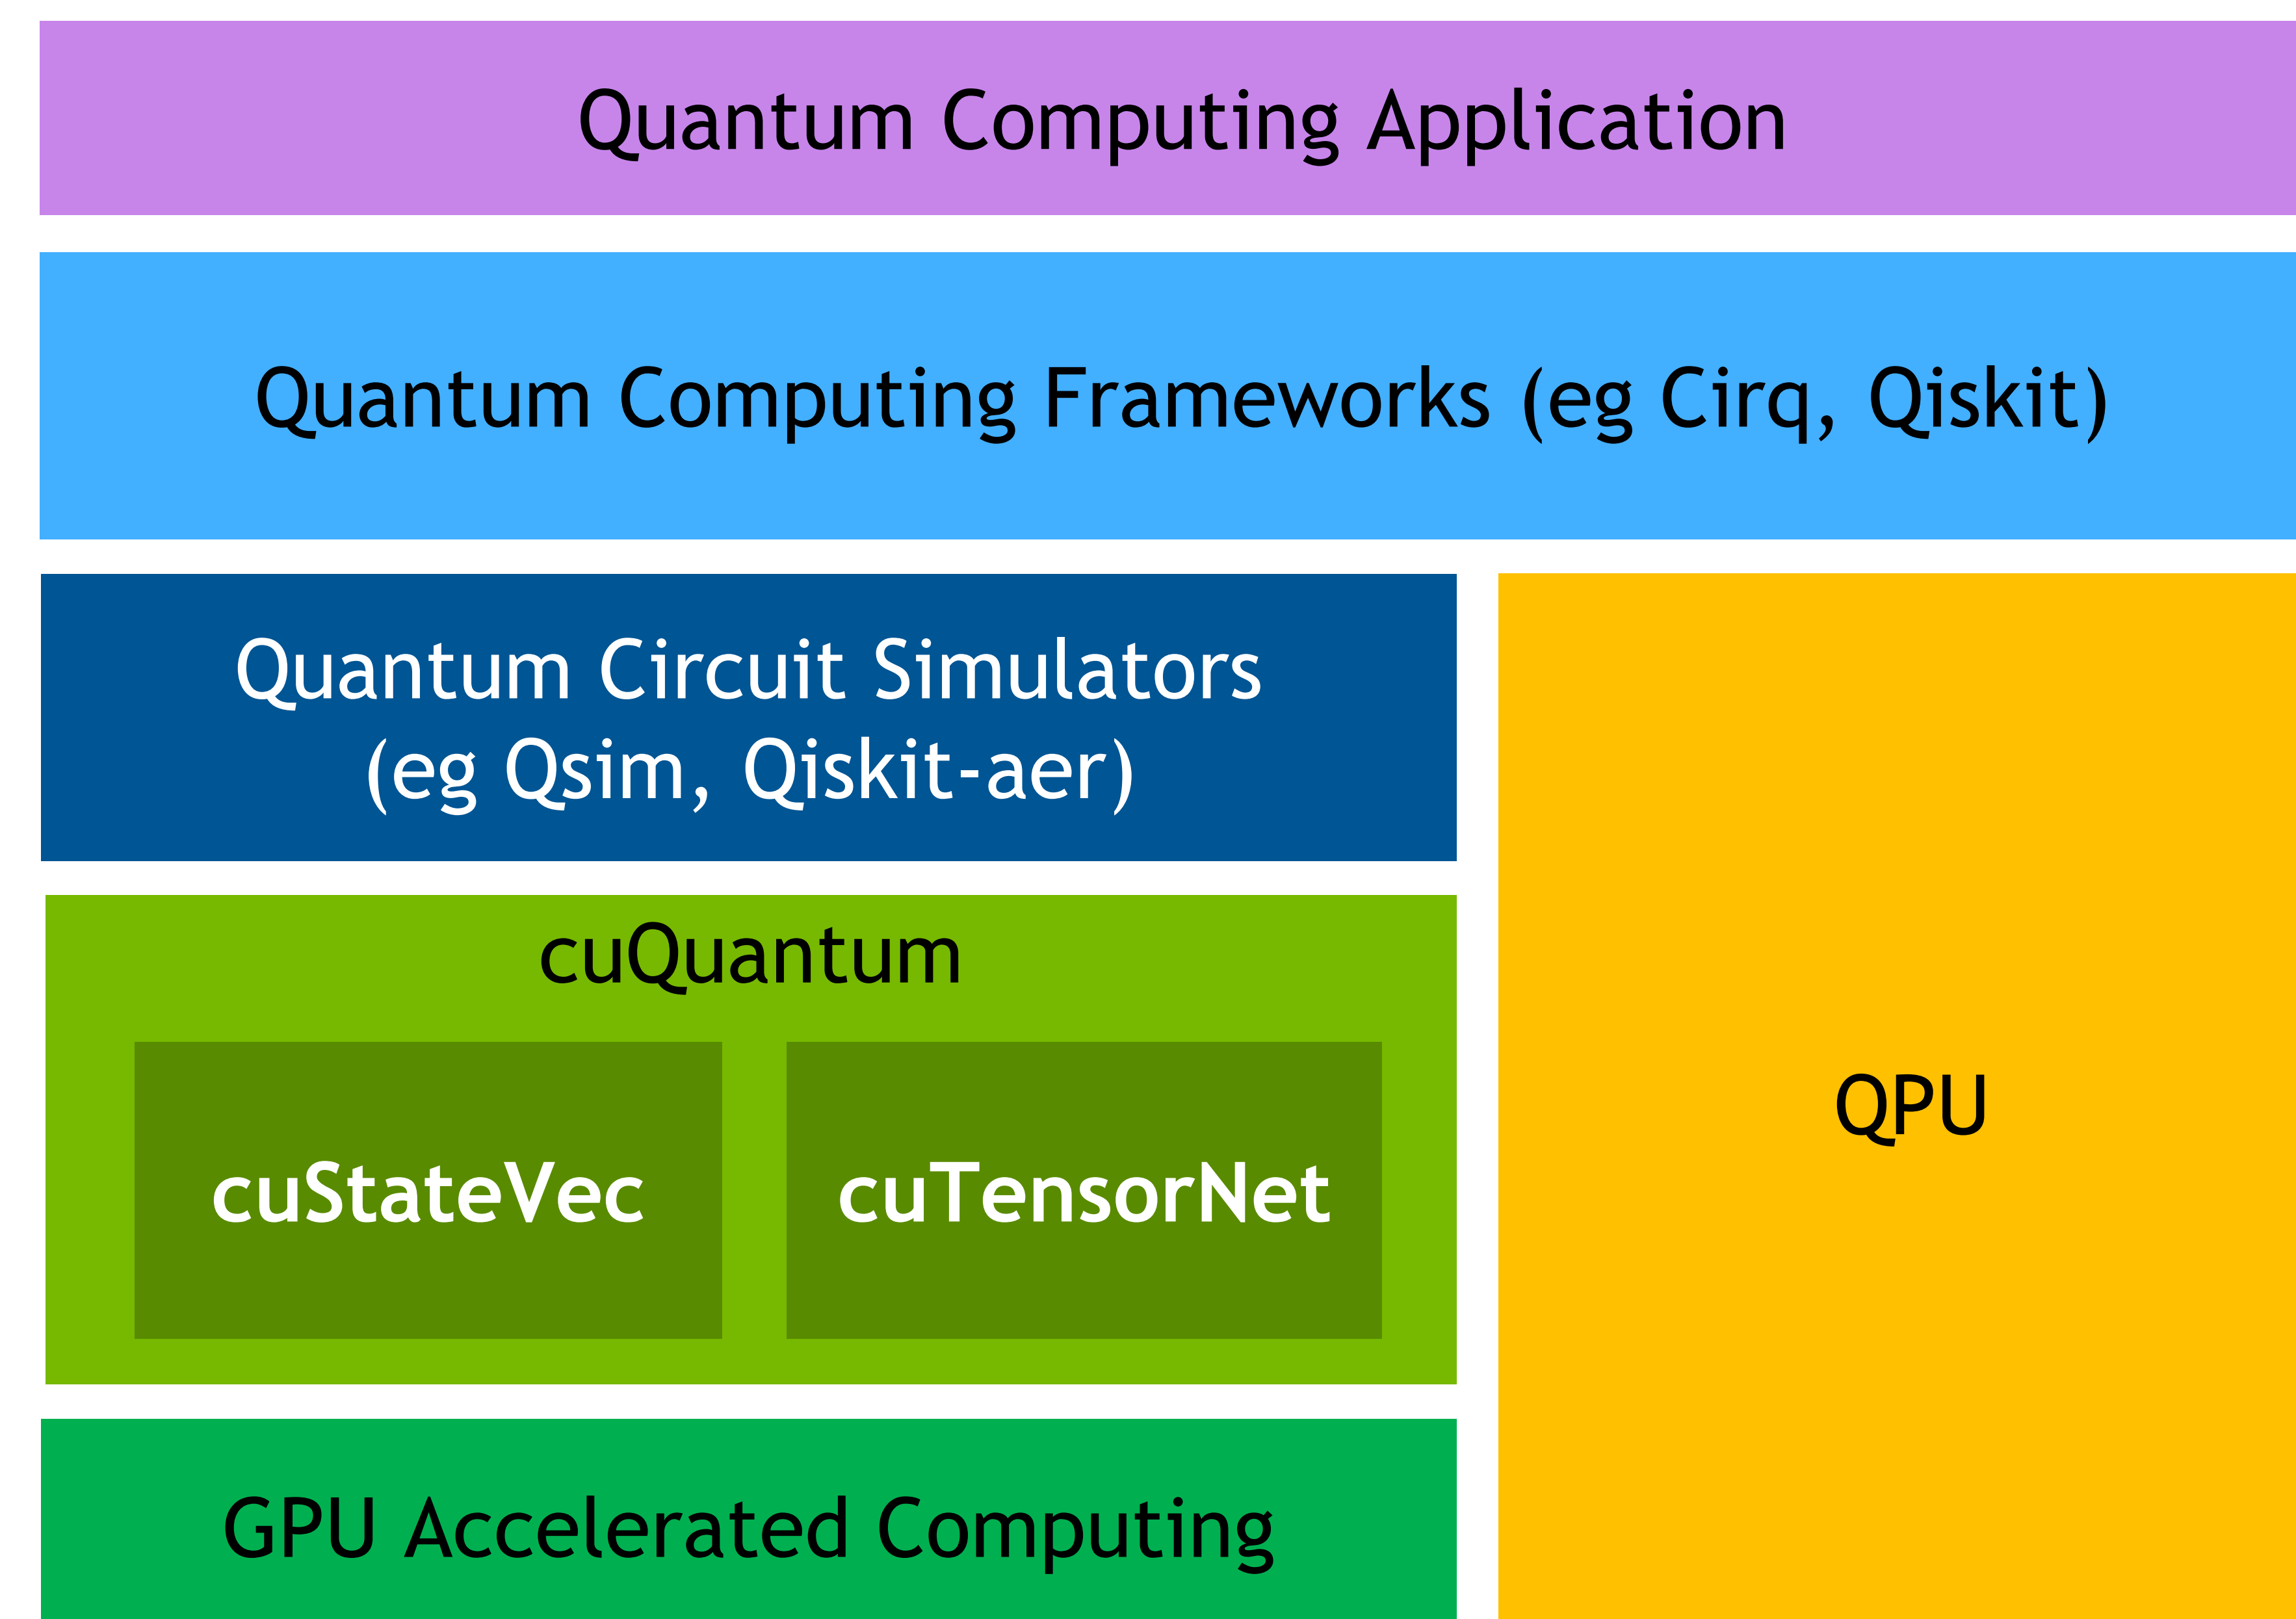 Quantum Computing Application
Quantum Computing Frameworks (eg Cirq, Qiskit)
Quantum Circuit Simulators
(eg Qsim, Qiskit-aer)
cuQuantum
cuStateVec
cuTensorNet
GPU Accelerated Computing
QPU